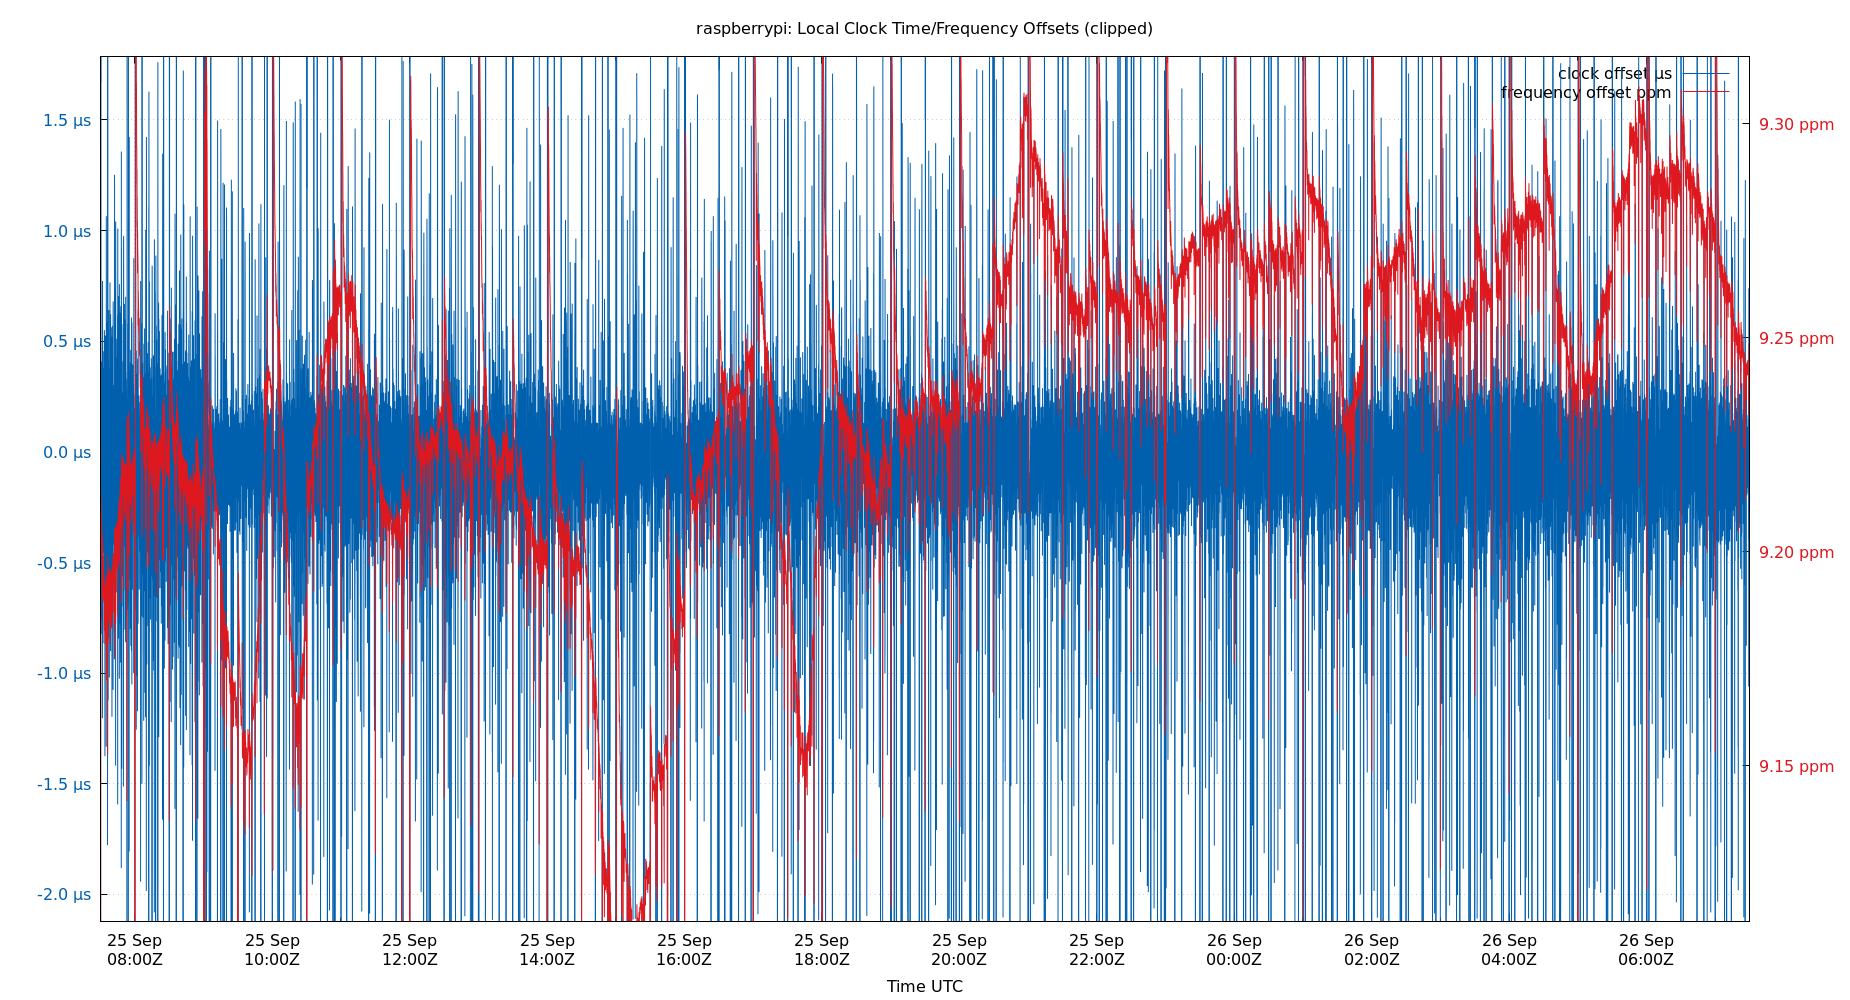 raspberrypi: Local Clock Time/Frequency Offsets (clipped)
clock offset µs
frequency offset ppm
1.5 µs
1.0 µs
0.5 µs
0.0 µs
-0.5 µs
-1.0 µs
-1.5 µs
-2.0 µs
9.30 ppm
9.25 ppm
9.20 ppm
9.15 ppm
25 Sep 25 Sep 25 Sep 25 Sep 25 Sep 25 Sep 25 Sep 25 Sep 26 Sep 26 Sep 26 Sep 26 Sep
08:00Z 10:00Z 12:00Z 14:00Z 16:00Z 18:00Z 20:00Z 22:00Z 00:00Z 02:00Z 04:00Z 06:00Z
Time UTC